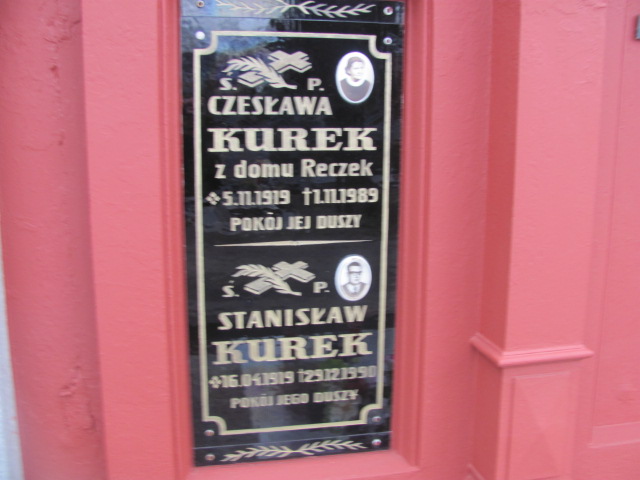 Ś. P.
CZESŁAWA
KUREK
z domu Reczek
5.11.1919 †1.11.1989
POKÓJ JEJ DUSZY
Ś. P.
STANISŁAW
KUREK
16.04.1919 †29.12.1990
POKÓJ JEGO DUSZY